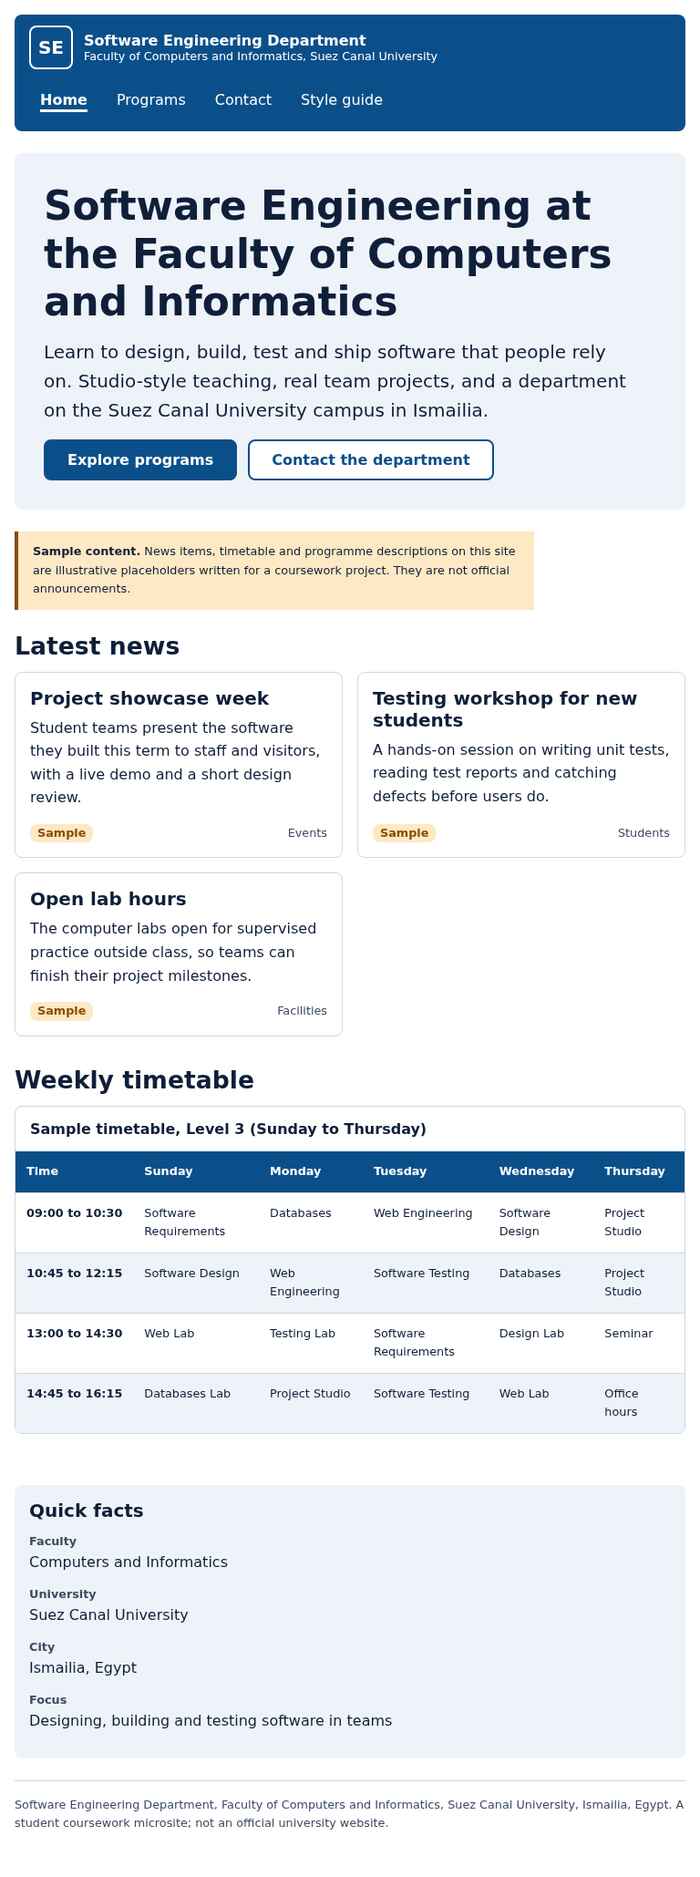 SE
Software Engineering Department
Faculty of Computers and Informatics, Suez Canal University
Home Programs Contact Style guide
Software Engineering at
the Faculty of Computers
and Informatics
Learn to design, build, test and ship software that people rely
on. Studio-style teaching, real team projects, and a department
on the Suez Canal University campus in Ismailia.
Explore programs Contact the department
Sample content. News items, timetable and programme descriptions on this site
are illustrative placeholders written for a coursework project. They are not official
announcements.
Latest news
Project showcase week
Student teams present the software
they built this term to staff and visitors,
with a live demo and a short design
review.
Sample Events
Testing workshop for new
students
A hands-on session on writing unit tests,
reading test reports and catching
defects before users do.
Sample Students
Open lab hours
The computer labs open for supervised
practice outside class, so teams can
finish their project milestones.
Sample Facilities
Weekly timetable
Sample timetable, Level 3 (Sunday to Thursday)
Time Sunday Monday Tuesday Wednesday Thursday
09:00 to 10:30 Software Databases Web Engineering Software Project
Requirements Design Studio
10:45 to 12:15 Software Design Web Software Testing Databases Project
Engineering Studio
13:00 to 14:30 Web Lab Testing Lab Software Design Lab Seminar
Requirements
14:45 to 16:15 Databases Lab Project Studio Software Testing Web Lab Office
hours
Quick facts
Faculty
Computers and Informatics
University
Suez Canal University
City
Ismailia, Egypt
Focus
Designing, building and testing software in teams
Software Engineering Department, Faculty of Computers and Informatics, Suez Canal University, Ismailia, Egypt. A
student coursework microsite; not an official university website.